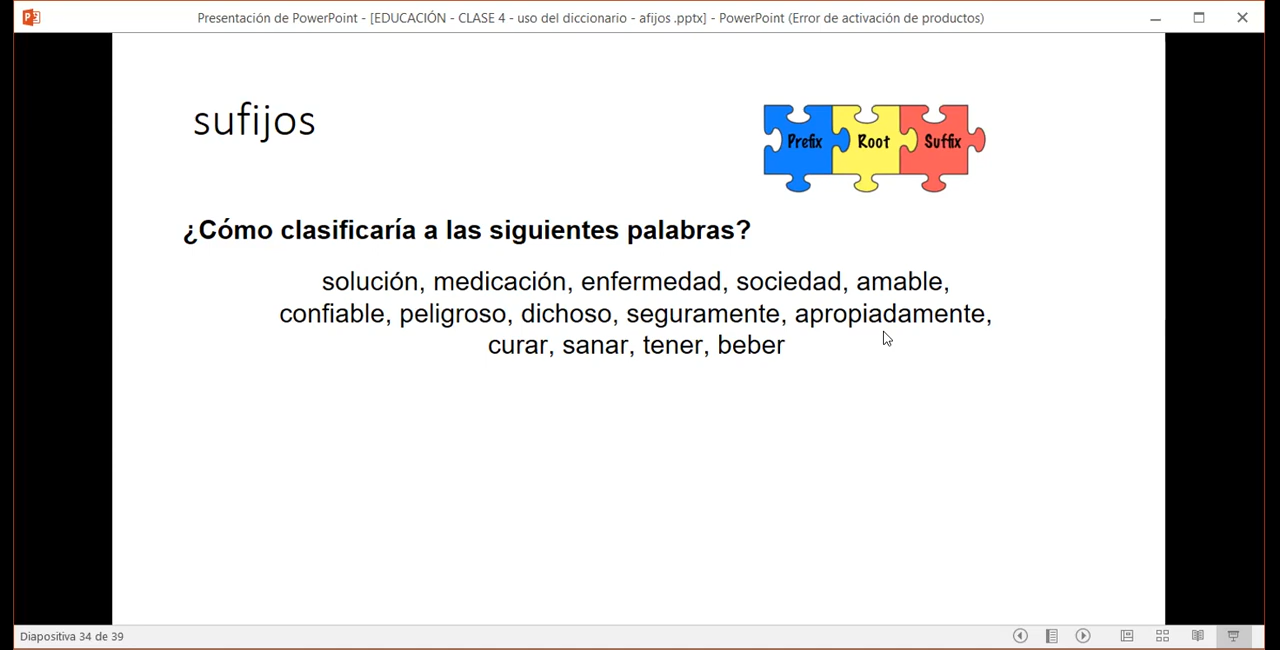 Presentación de PowerPoint - [EDUCACIÓN - CLASE 4 - uso del diccionario - afijos .pptx] - PowerPoint (Error de activación de productos)
sufijos
Prefix Root Suffix
¿Cómo clasificaría a las siguientes palabras?
solución, medicación, enfermedad, sociedad, amable,
confiable, peligroso, dichoso, seguramente, apropiadamente,
curar, sanar, tener, beber
Diapositiva 34 de 39